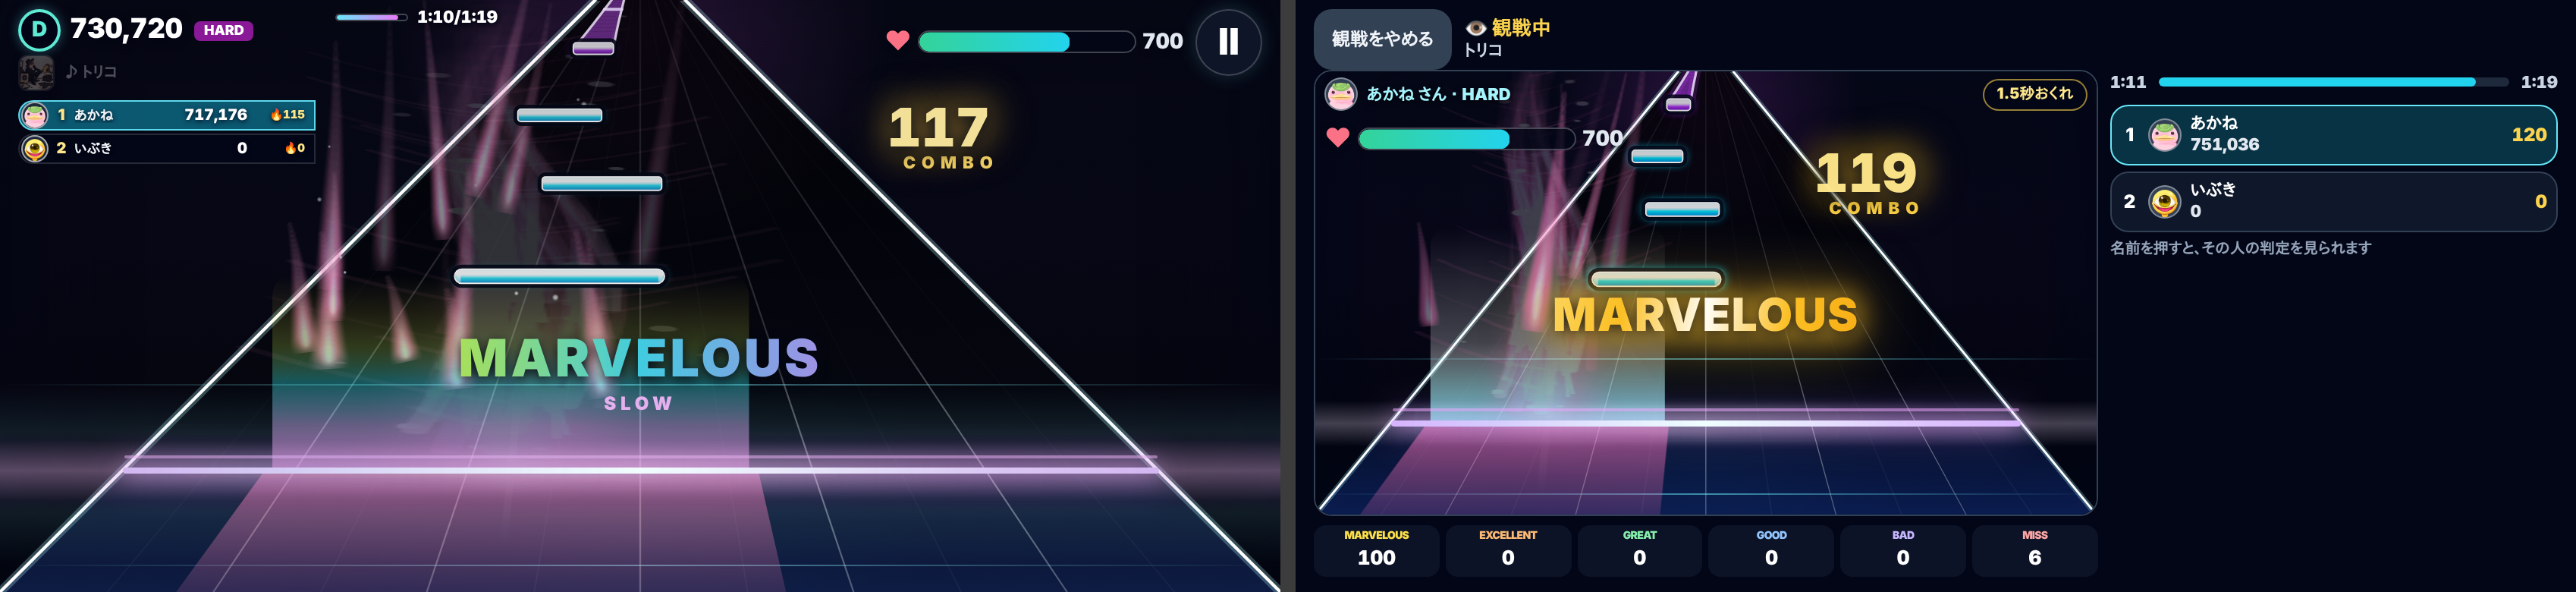 D 730,720 HARD
1:10/1:19
700
♪ トリコ
1 あかね 717,176 🔥115
2 いぶき 0 🔥0
117
COMBO
MARVELOUS
SLOW
観戦をやめる
👁 観戦中
トリコ
あかね さん・HARD
1.5秒おくれ
700
119
COMBO
MARVELOUS
MARVELOUS
100
EXCELLENT
0
GREAT
0
GOOD
0
BAD
0
MISS
6
1:11
1:19
1 あかね
751,036
120
2 いぶき
0
0
名前を押すと、その人の判定を見られます